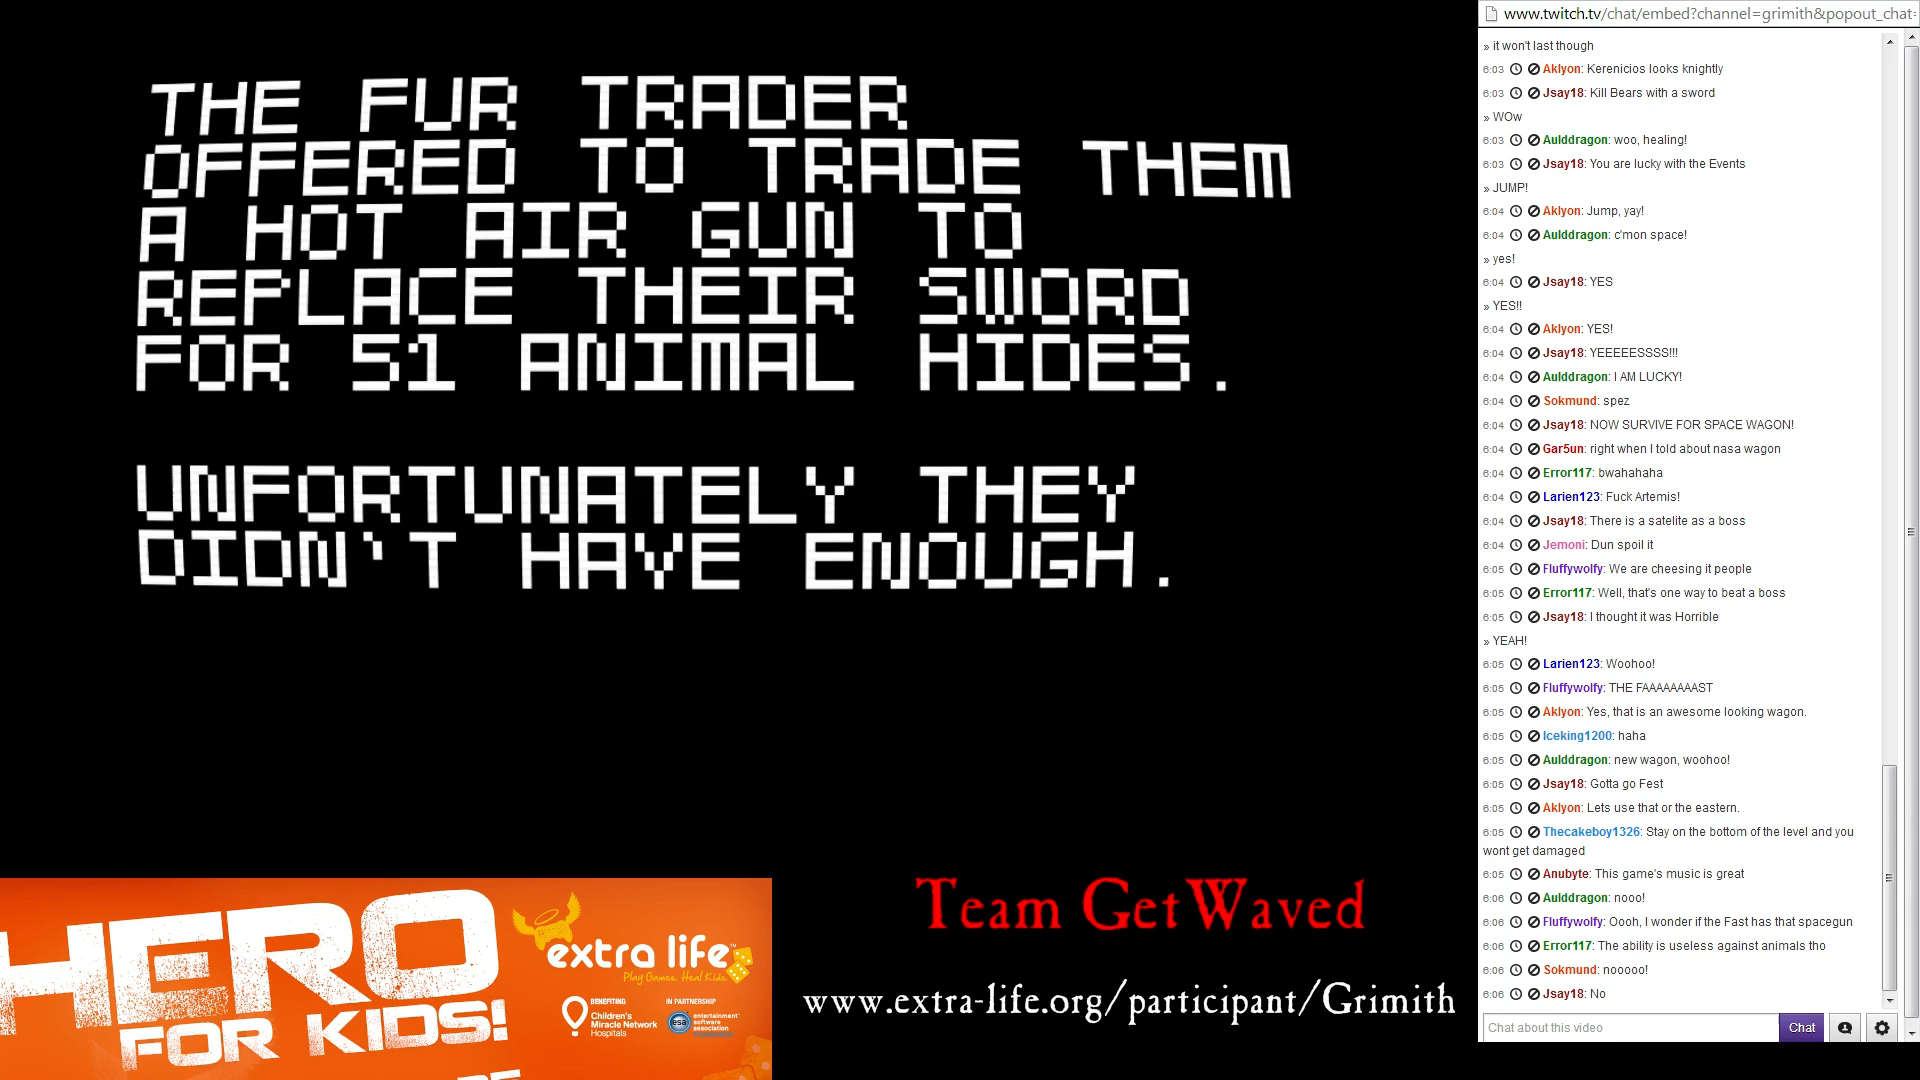 THE FUR TRADER
OFFERED TO TRADE THEM
A HOT AIR GUN TO
REPLACE THEIR SWORD
FOR 51 ANIMAL HIDES.
UNFORTUNATELY THEY
DIDN'T HAVE ENOUGH.
HERO
FOR KIDS!
extra life
Play Games. Heal Kids.
BENEFITING
Children's
Miracle Network
Hospitals
IN PARTNERSHIP
esa
entertainment
software
association
Team GetWaved
www.extra-life.org/participant/Grimith
www.twitch.tv/chat/embed?channel=grimith&popout_chat=
» it won't last though
6:03 Aklyon: Kerenicios looks knightly
6:03 Jsay18: Kill Bears with a sword
» WOw
6:03 Aulddragon: woo, healing!
6:03 Jsay18: You are lucky with the Events
» JUMP!
6:04 Aklyon: Jump, yay!
6:04 Aulddragon: c'mon space!
» yes!
6:04 Jsay18: YES
» YES!!
6:04 Aklyon: YES!
6:04 Jsay18: YEEEEESSSS!!!
6:04 Aulddragon: I AM LUCKY!
6:04 Sokmund: spez
6:04 Jsay18: NOW SURVIVE FOR SPACE WAGON!
6:04 Gar5un: right when I told about nasa wagon
6:04 Error117: bwahahaha
6:04 Larien123: Fuck Artemis!
6:04 Jsay18: There is a satelite as a boss
6:04 Jemoni: Dun spoil it
6:05 Fluffywolfy: We are cheesing it people
6:05 Error117: Well, that's one way to beat a boss
6:05 Jsay18: I thought it was Horrible
» YEAH!
6:05 Larien123: Woohoo!
6:05 Fluffywolfy: THE FAAAAAAAST
6:05 Aklyon: Yes, that is an awesome looking wagon.
6:05 Iceking1200: haha
6:05 Aulddragon: new wagon, woohoo!
6:05 Jsay18: Gotta go Fest
6:05 Aklyon: Lets use that or the eastern.
6:05 Thecakeboy1326: Stay on the bottom of the level and you
wont get damaged
6:05 Anubyte: This game's music is great
6:06 Aulddragon: nooo!
6:06 Fluffywolfy: Oooh, I wonder if the Fast has that spacegun
6:06 Error117: The ability is useless against animals tho
6:06 Sokmund: nooooo!
6:06 Jsay18: No
Chat about this video
Chat